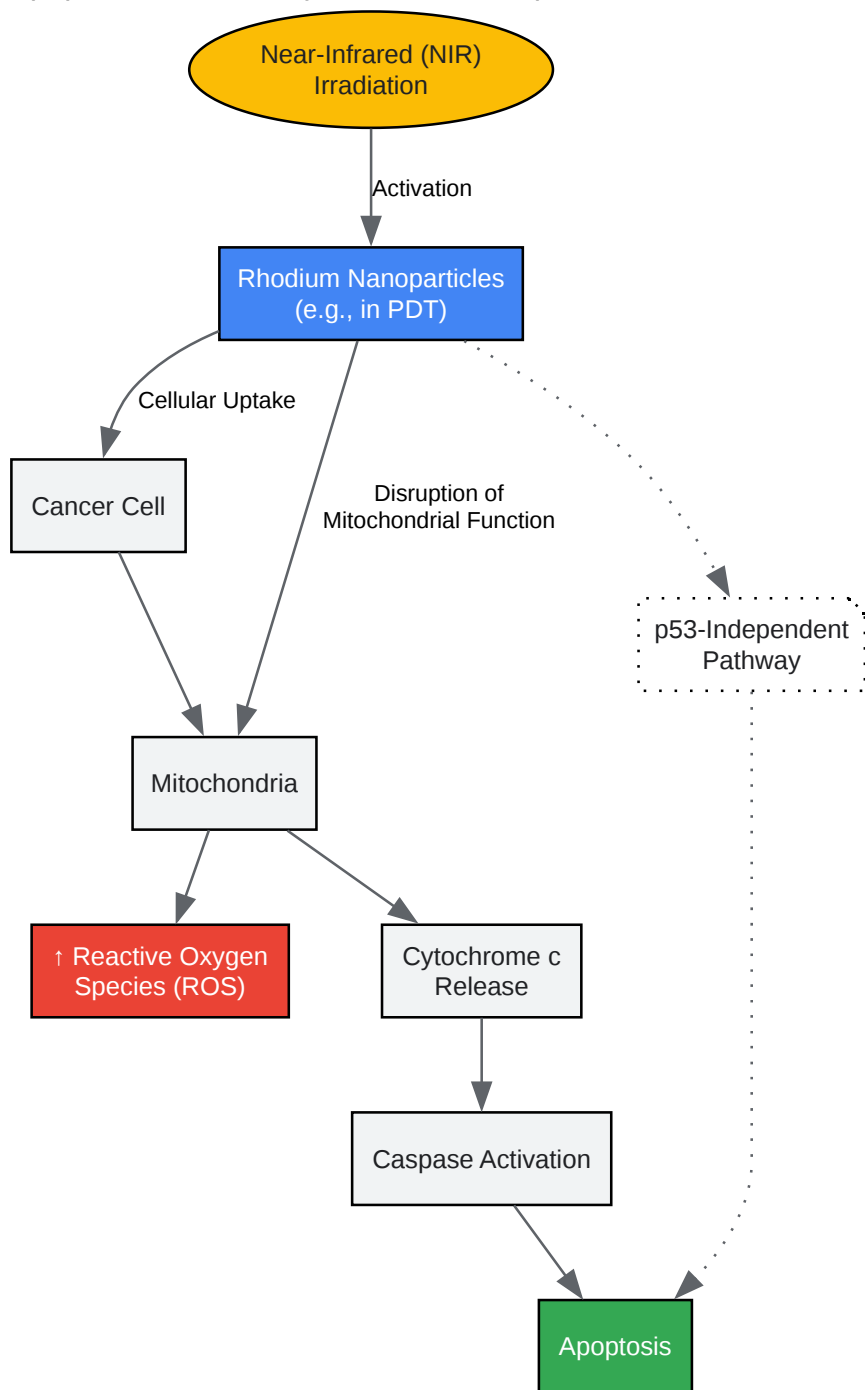 Near-Infrared (NIR)
Irradiation
Activation
Rhodium Nanoparticles
(e.g., in PDT)
Cellular Uptake
Cancer Cell
Disruption of
Mitochondrial Function
p53-Independent
Pathway
Mitochondria
↑ Reactive Oxygen
Species (ROS)
Cytochrome c
Release
Caspase Activation
Apoptosis